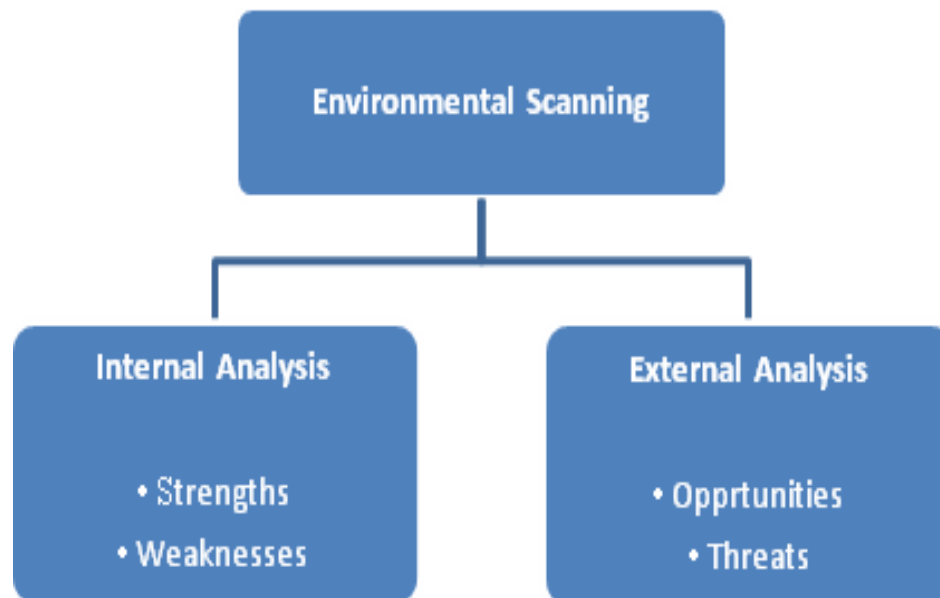 Environmental Scanning
Internal Analysis
• Strengths
• Weaknesses
External Analysis
• Opprtunities
• Threats